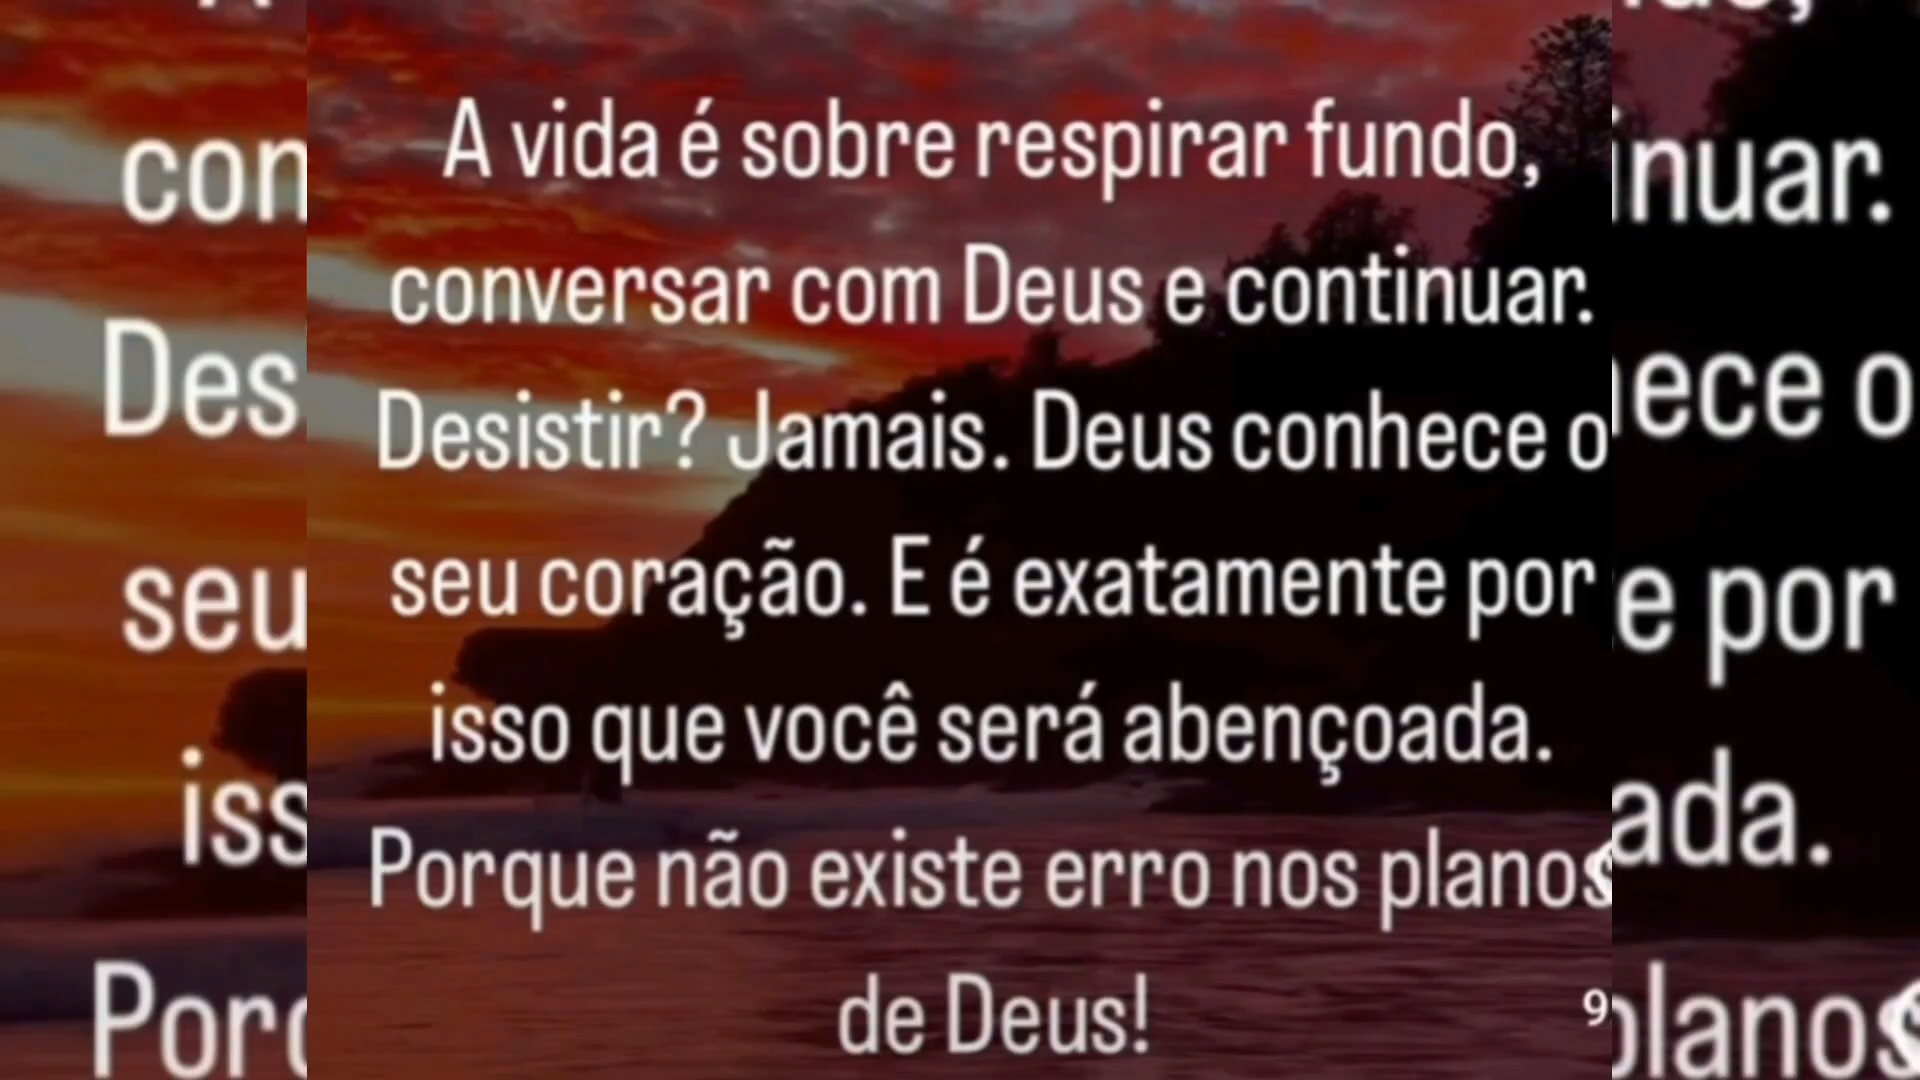 A vida é sobre respirar fundo,
conversar com Deus e continuar.
Desistir? Jamais. Deus conhece o
seu coração. E é exatamente por
isso que você será abençoada.
Porque não existe erro nos planos
de Deus!
9